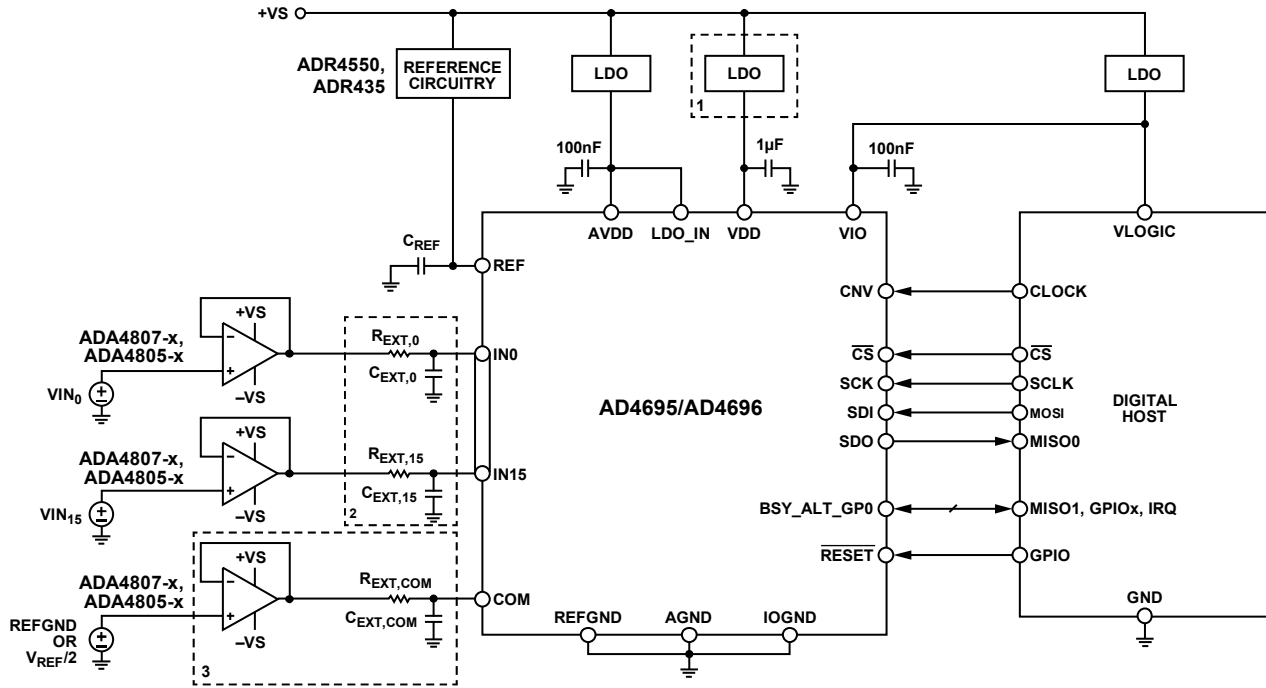 +VS
ADR4550,
ADR435
REFERENCE
CIRCUITRY
LDO
LDO
1
LDO
100nF
1µF
100nF
AVDD
LDO_IN
VDD
VIO
VLOGIC
CREF
REF
CNV
CLOCK
ADA4807-x,
ADA4805-x
+VS
−VS
VIN0
REXT,0
CEXT,0
IN0
CS
CS
SCK
SCLK
AD4695/AD4696
SDI
MOSI
DIGITAL
HOST
SDO
MISO0
ADA4807-x,
ADA4805-x
+VS
−VS
VIN15
REXT,15
CEXT,15
2
IN15
BSY_ALT_GP0
MISO1, GPIOx, IRQ
RESET
GPIO
ADA4807-x,
ADA4805-x
+VS
−VS
REFGND
OR
VREF/2
REXT,COM
CEXT,COM
3
COM
REFGND
AGND
IOGND
GND